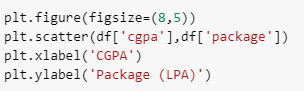 plt.figure(figsize=(8,5))
plt.scatter(df['cgpa'],df['package'])
plt.xlabel('CGPA')
plt.ylabel('Package (LPA)')